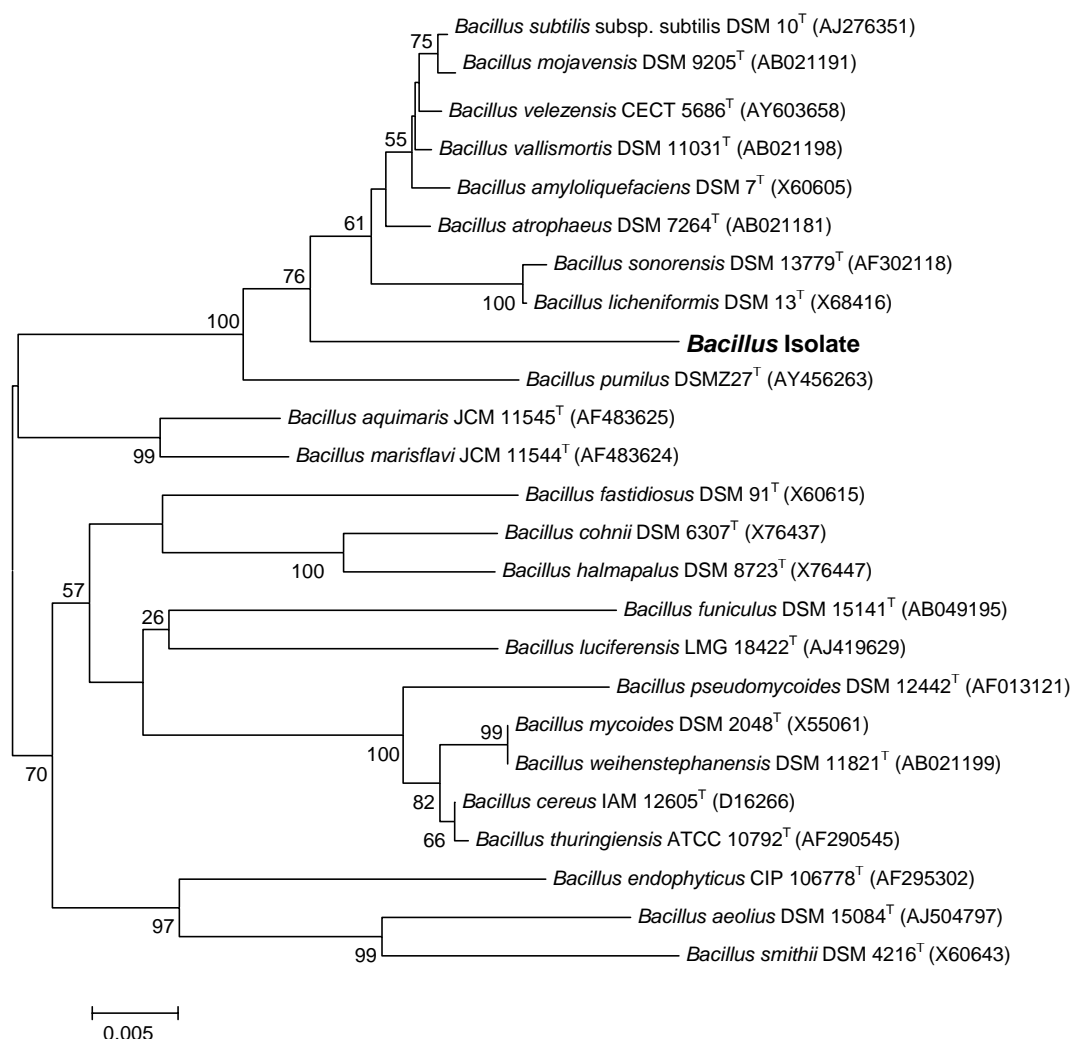 Bacillus subtilis subsp. subtilis DSM 10T (AJ276351)
75
Bacillus mojavensis DSM 9205T (AB021191)
Bacillus velezensis CECT 5686T (AY603658)
55
Bacillus vallismortis DSM 11031T (AB021198)
Bacillus amyloliquefaciens DSM 7T (X60605)
61
Bacillus atrophaeus DSM 7264T (AB021181)
Bacillus sonorensis DSM 13779T (AF302118)
76
100
Bacillus licheniformis DSM 13T (X68416)
100
Bacillus Isolate
Bacillus pumilus DSMZ27T (AY456263)
Bacillus aquimaris JCM 11545T (AF483625)
99
Bacillus marisflavi JCM 11544T (AF483624)
Bacillus fastidiosus DSM 91T (X60615)
Bacillus cohnii DSM 6307T (X76437)
100
Bacillus halmapalus DSM 8723T (X76447)
57
26
Bacillus funiculus DSM 15141T (AB049195)
Bacillus luciferensis LMG 18422T (AJ419629)
Bacillus pseudomycoides DSM 12442T (AF013121)
99
Bacillus mycoides DSM 2048T (X55061)
100
Bacillus weihenstephanensis DSM 11821T (AB021199)
70
82
Bacillus cereus IAM 12605T (D16266)
66
Bacillus thuringiensis ATCC 10792T (AF290545)
Bacillus endophyticus CIP 106778T (AF295302)
97
Bacillus aeolius DSM 15084T (AJ504797)
99
Bacillus smithii DSM 4216T (X60643)
0.005